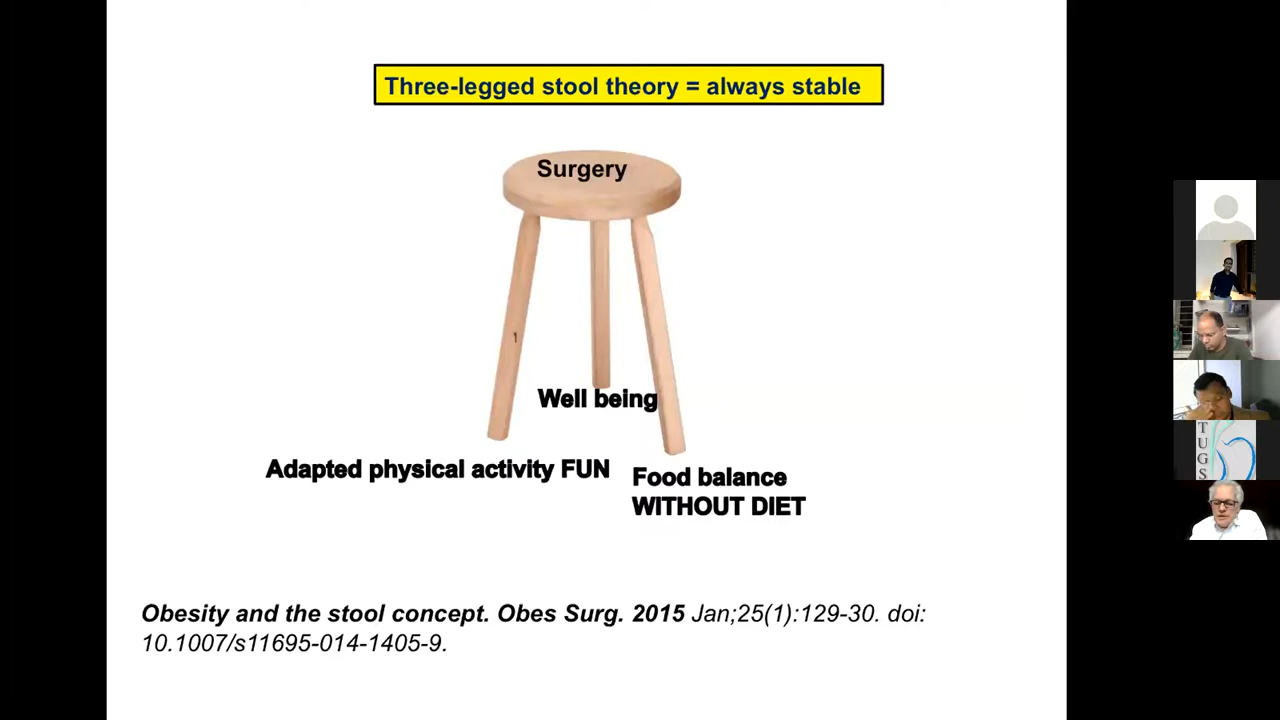 Three-legged stool theory = always stable
Surgery
1
Well being
Adapted physical activity FUN
Food balance
WITHOUT DIET
Obesity and the stool concept. Obes Surg. 2015 Jan;25(1):129-30. doi:
10.1007/s11695-014-1405-9.
T
U
G
S